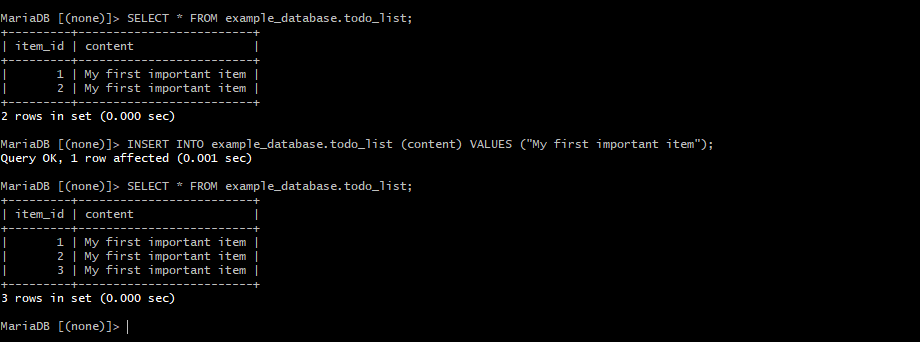 MariaDB [(none)]> SELECT * FROM example_database.todo_list;
+---------+-------------------------+
| item_id | content                 |
+---------+-------------------------+
|       1 | My first important item |
|       2 | My first important item |
+---------+-------------------------+
2 rows in set (0.000 sec)
MariaDB [(none)]> INSERT INTO example_database.todo_list (content) VALUES ("My first important item");
Query OK, 1 row affected (0.001 sec)
MariaDB [(none)]> SELECT * FROM example_database.todo_list;
+---------+-------------------------+
| item_id | content                 |
+---------+-------------------------+
|       1 | My first important item |
|       2 | My first important item |
|       3 | My first important item |
+---------+-------------------------+
3 rows in set (0.000 sec)
MariaDB [(none)]>